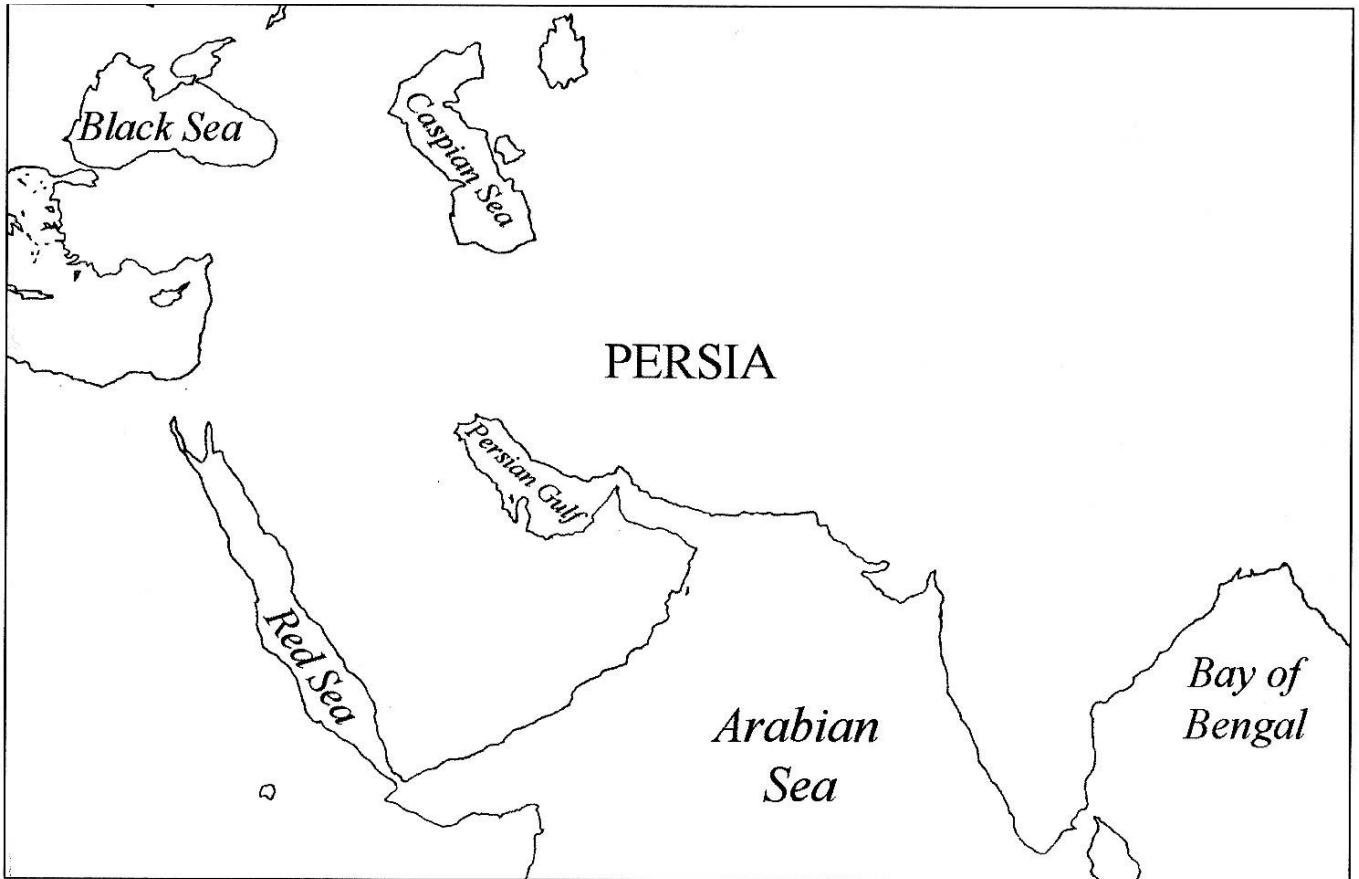 Black Sea
Caspian Sea
PERSIA
Persian Gulf
Red Sea
Arabian
Sea
Bay of
Bengal